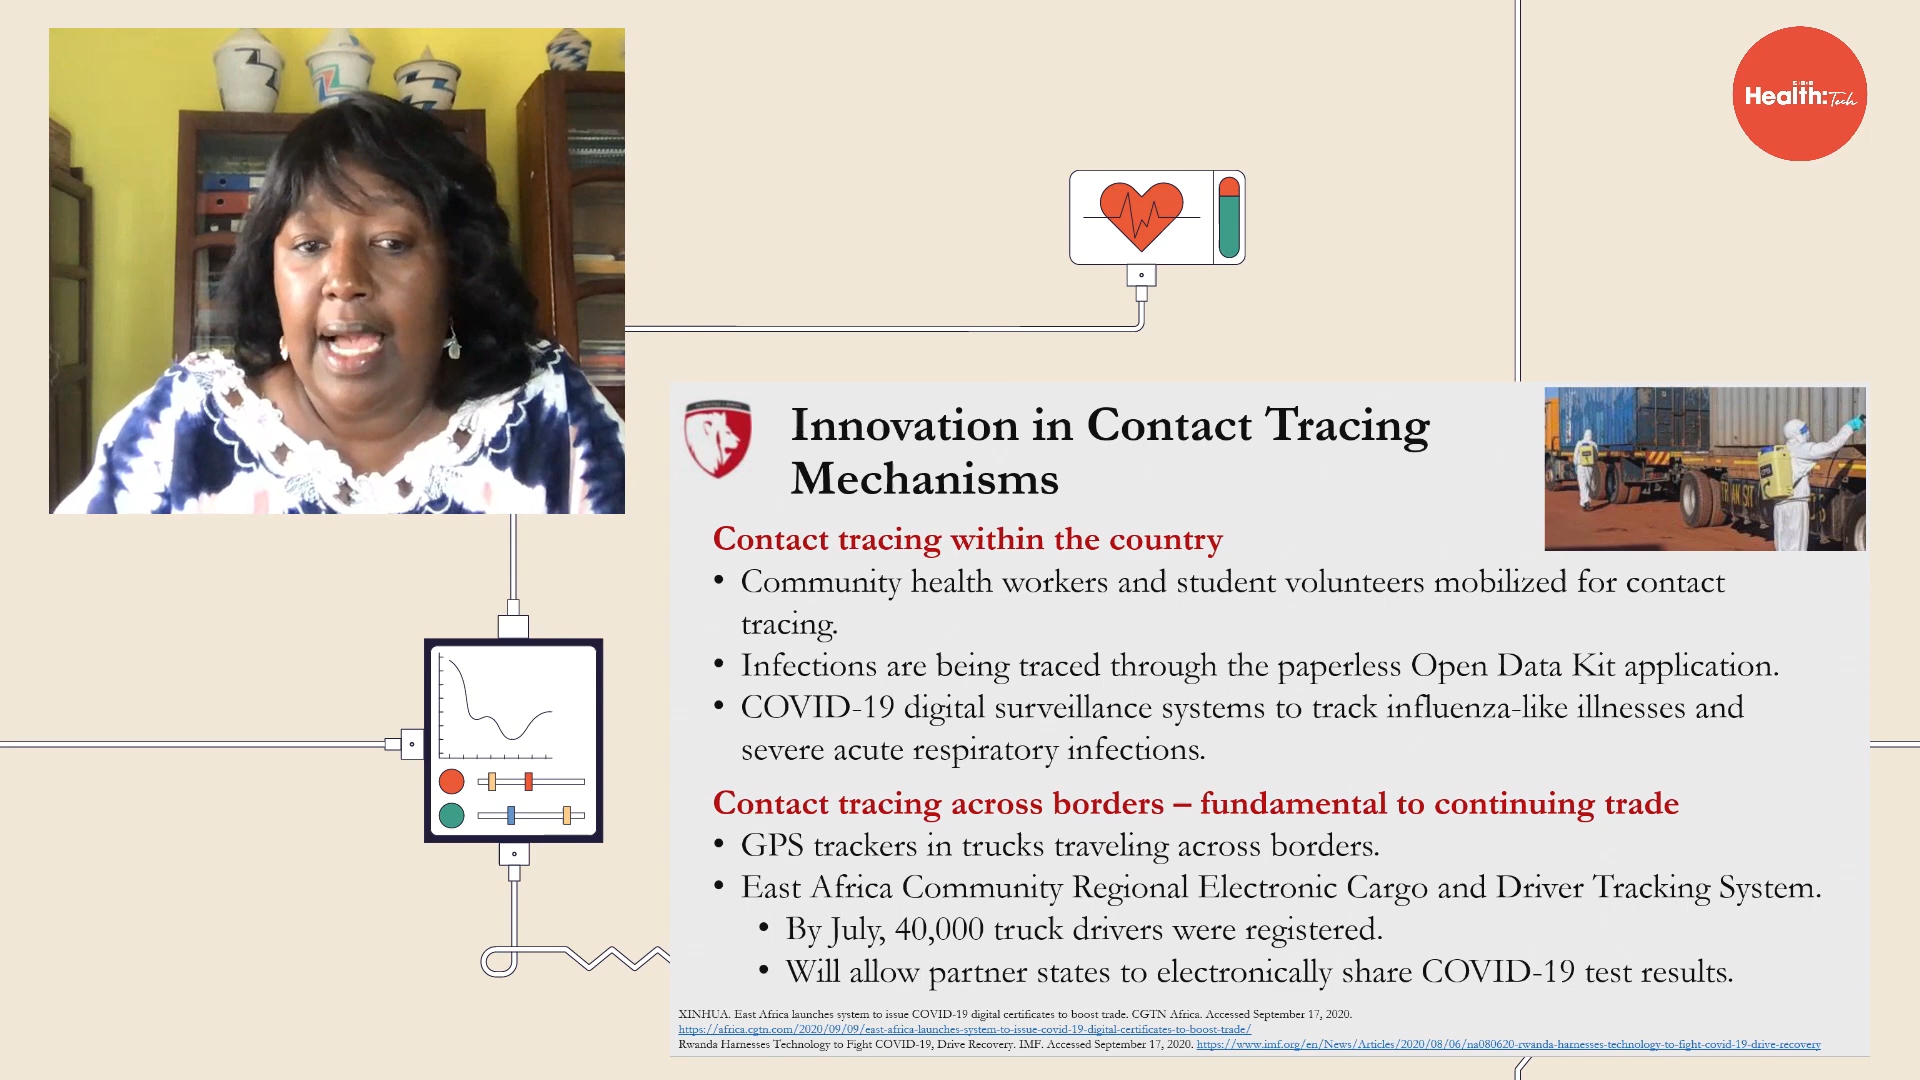 Health:Tech
Innovation in Contact Tracing
Mechanisms
Contact tracing within the country
• Community health workers and student volunteers mobilized for contact
tracing.
• Infections are being traced through the paperless Open Data Kit application.
• COVID-19 digital surveillance systems to track influenza-like illnesses and
severe acute respiratory infections.
Contact tracing across borders – fundamental to continuing trade
• GPS trackers in trucks traveling across borders.
• East Africa Community Regional Electronic Cargo and Driver Tracking System.
• By July, 40,000 truck drivers were registered.
• Will allow partner states to electronically share COVID-19 test results.
XINHUA. East Africa launches system to issue COVID-19 digital certificates to boost trade. CGTN Africa. Accessed September 17, 2020.
https://africa.cgtn.com/2020/09/09/east-africa-launches-system-to-issue-covid-19-digital-certificates-to-boost-trade/
Rwanda Harnesses Technology to Fight COVID-19, Drive Recovery. IMF. Accessed September 17, 2020. https://www.imf.org/en/News/Articles/2020/08/06/na080620-rwanda-harnesses-technology-to-fight-covid-19-drive-recovery